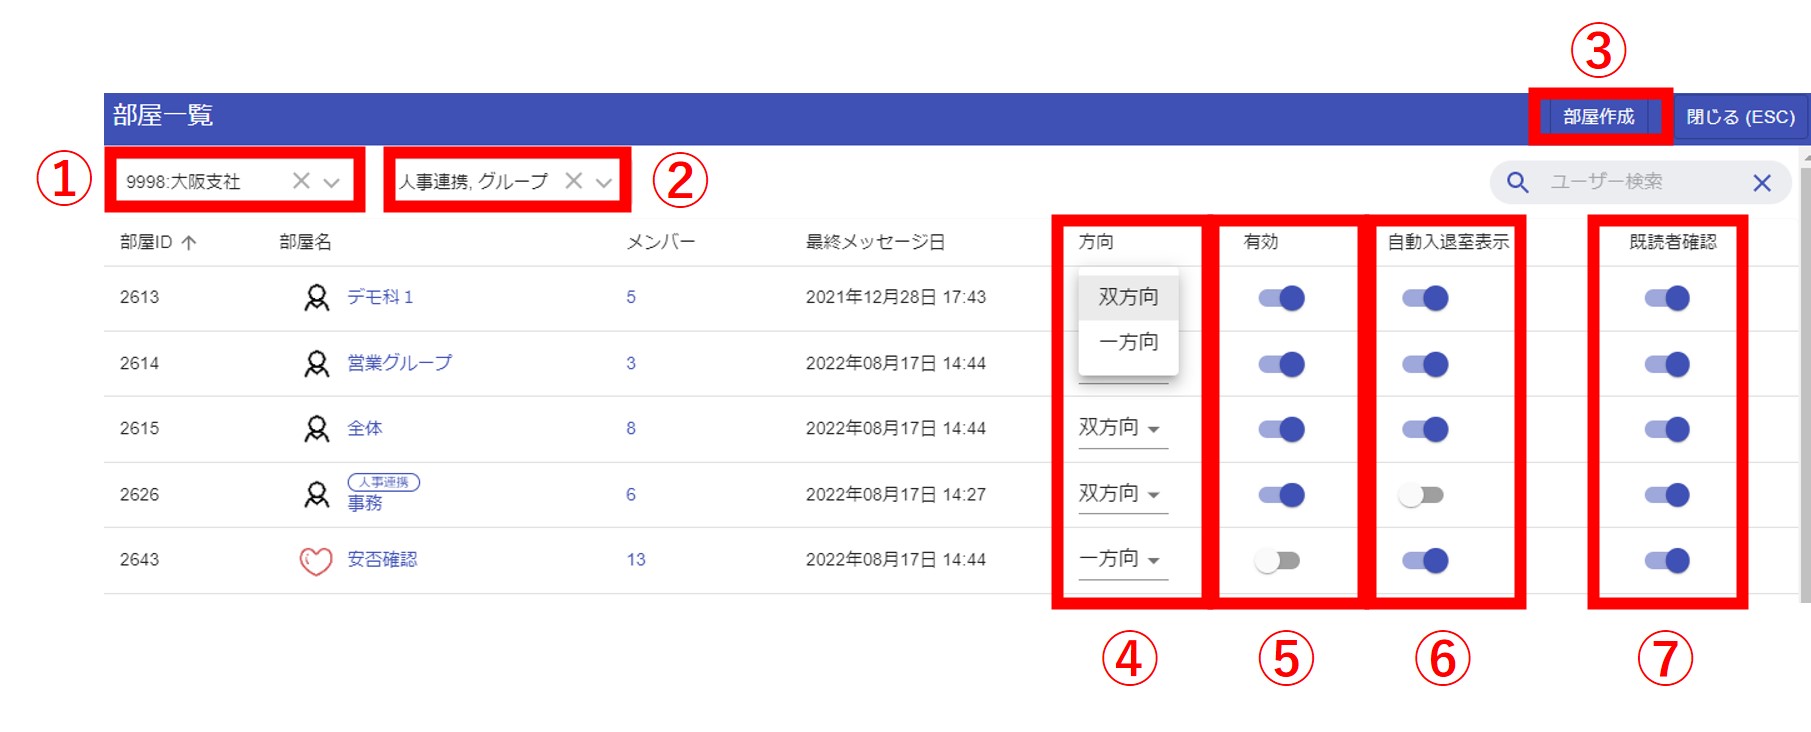 ③
部屋一覧 部屋作成 閉じる (ESC)
① 9998:大阪支社 人事連携, グループ ② ユーザー検索
部屋ID 部屋名 メンバー 最終メッセージ日 方向 有効 自動入退室表示 既読者確認
2613 デモ科1 5 2021年12月28日 17:43 双方向
一方向
2614 営業グループ 3 2022年08月17日 14:44
2615 全体 8 2022年08月17日 14:44 双方向
人事連携
2626 事務 6 2022年08月17日 14:27 双方向
2643 安否確認 13 2022年08月17日 14:44 一方向
④ ⑤ ⑥ ⑦